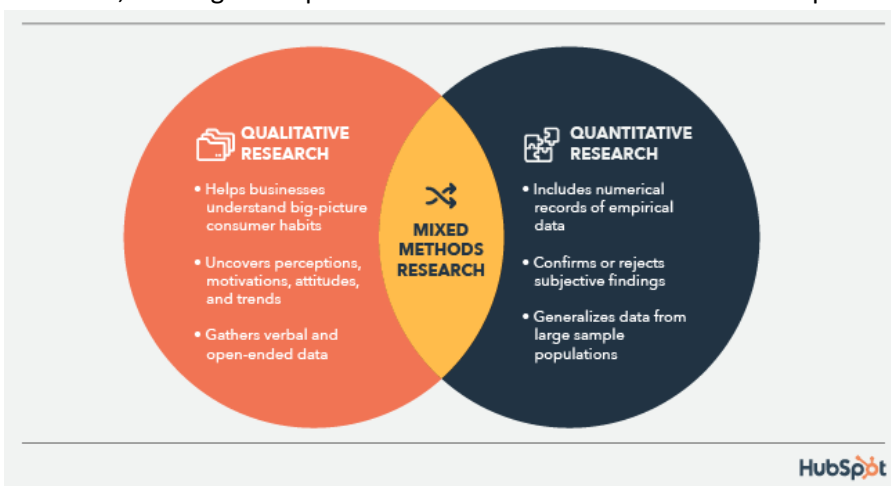 QUALITATIVE
RESEARCH
• Helps businesses
understand big-picture
consumer habits
• Uncovers perceptions,
motivations, attitudes,
and trends
• Gathers verbal and
open-ended data
MIXED
METHODS
RESEARCH
QUANTITATIVE
RESEARCH
• Includes numerical
records of empirical
data
• Confirms or rejects
subjective findings
• Generalizes data from
large sample
populations
HubSpot